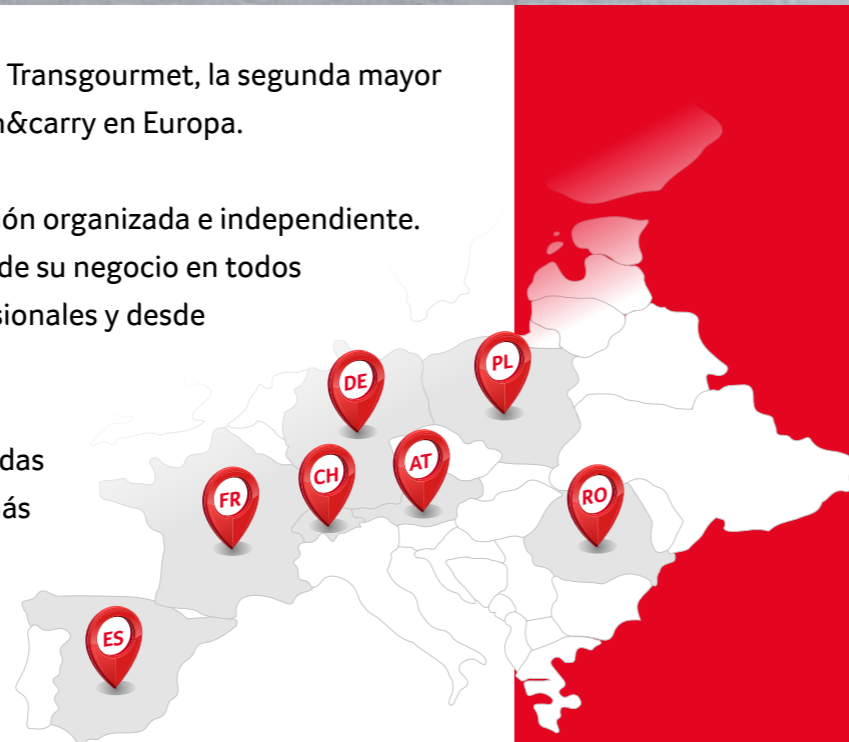 Transgourmet, la segunda mayor
n&carry en Europa.
ión organizada e independiente.
de su negocio en todos
sionales y desde
das
ás
DE
PL
AT
CH
FR
RO
ES